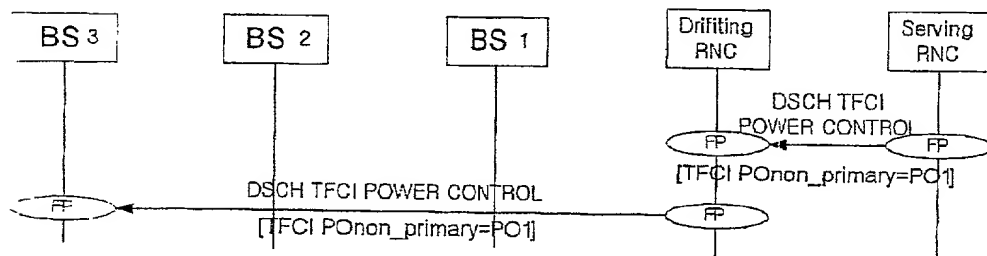 BS 3
BS 2
BS 1
Drifiting
RNC
Serving
RNC
DSCH TFCI
POWER CONTROL
FP
FP
[TFCI POnon_primary=PO1]
DSCH TFCI POWER CONTROL
FP
FP
[TFCI POnon_primary=PO1]